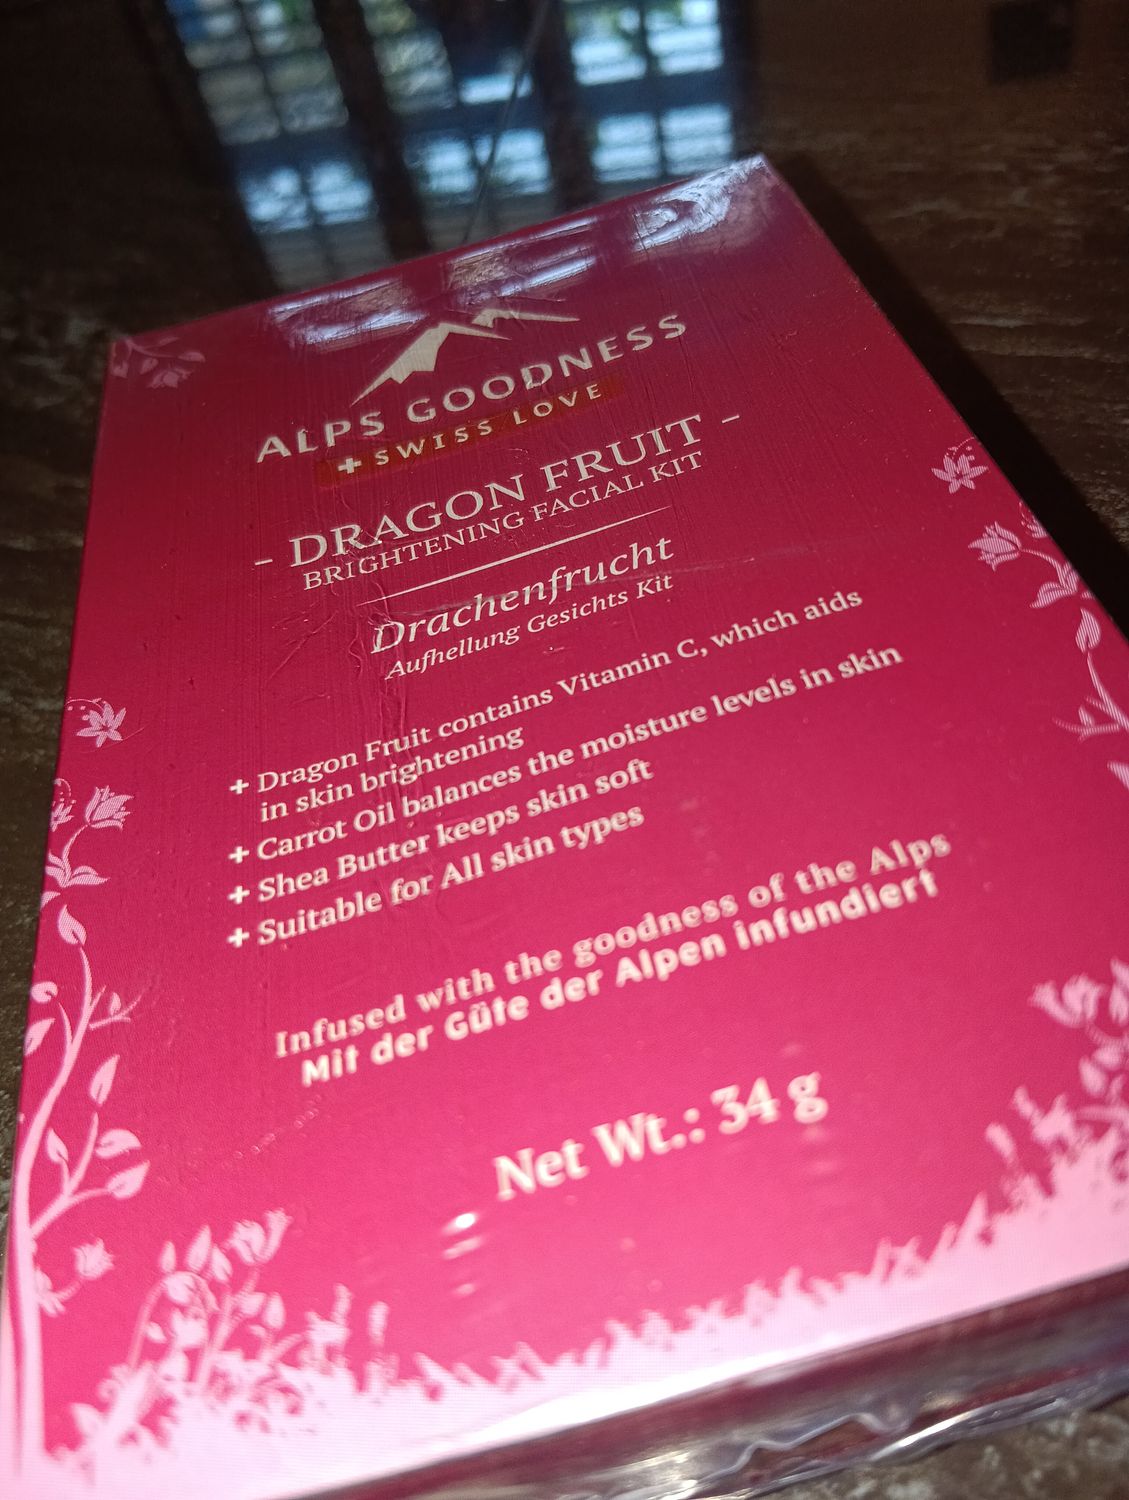 ALPS GOODNESS
+SWISS LOVE
- DRAGON FRUIT -
BRIGHTENING FACIAL KIT
Drachenfrucht
Aufhellung Gesichts Kit
+ Dragon Fruit contains Vitamin C, which aids
in skin brightening
+ Carrot Oil balances the moisture levels in skin
+ Shea Butter keeps skin soft
+ Suitable for All skin types
Infused with the goodness of the Alps
Mit der Güte der Alpen infundiert
Net Wt.: 34 g